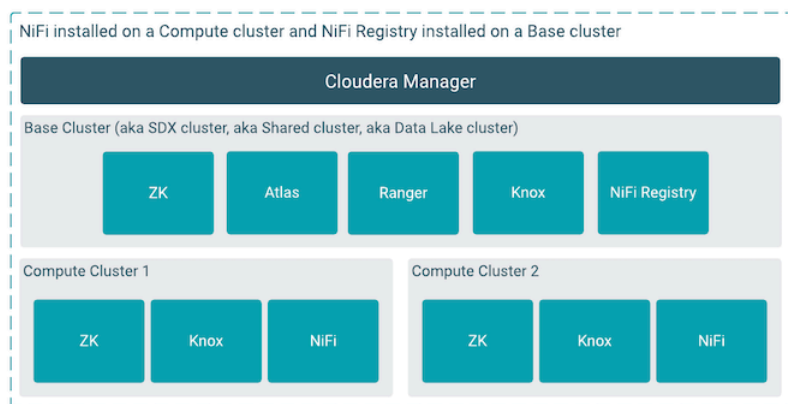 NiFi installed on a Compute cluster and NiFi Registry installed on a Base cluster
Cloudera Manager
Base Cluster (aka SDX cluster, aka Shared cluster, aka Data Lake cluster)
ZK
Atlas
Ranger
Knox
NiFi Registry
Compute Cluster 1
ZK
Knox
NiFi
Compute Cluster 2
ZK
Knox
NiFi